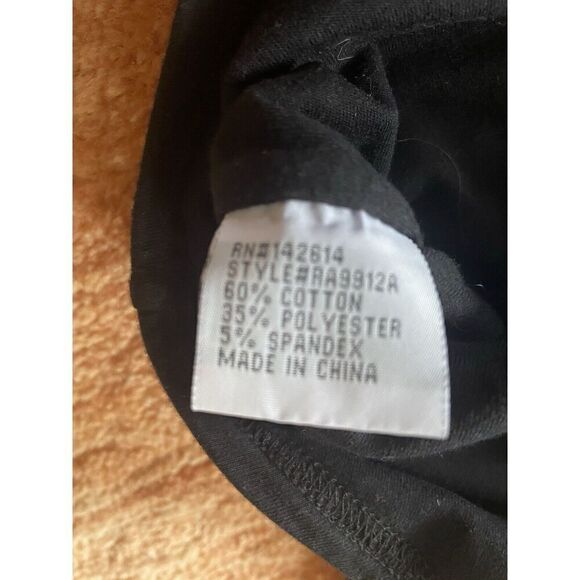 RN#142614
STYLE#RA9912A
60% COTTON
35% POLYESTER
5% SPANDEX
MADE IN CHINA